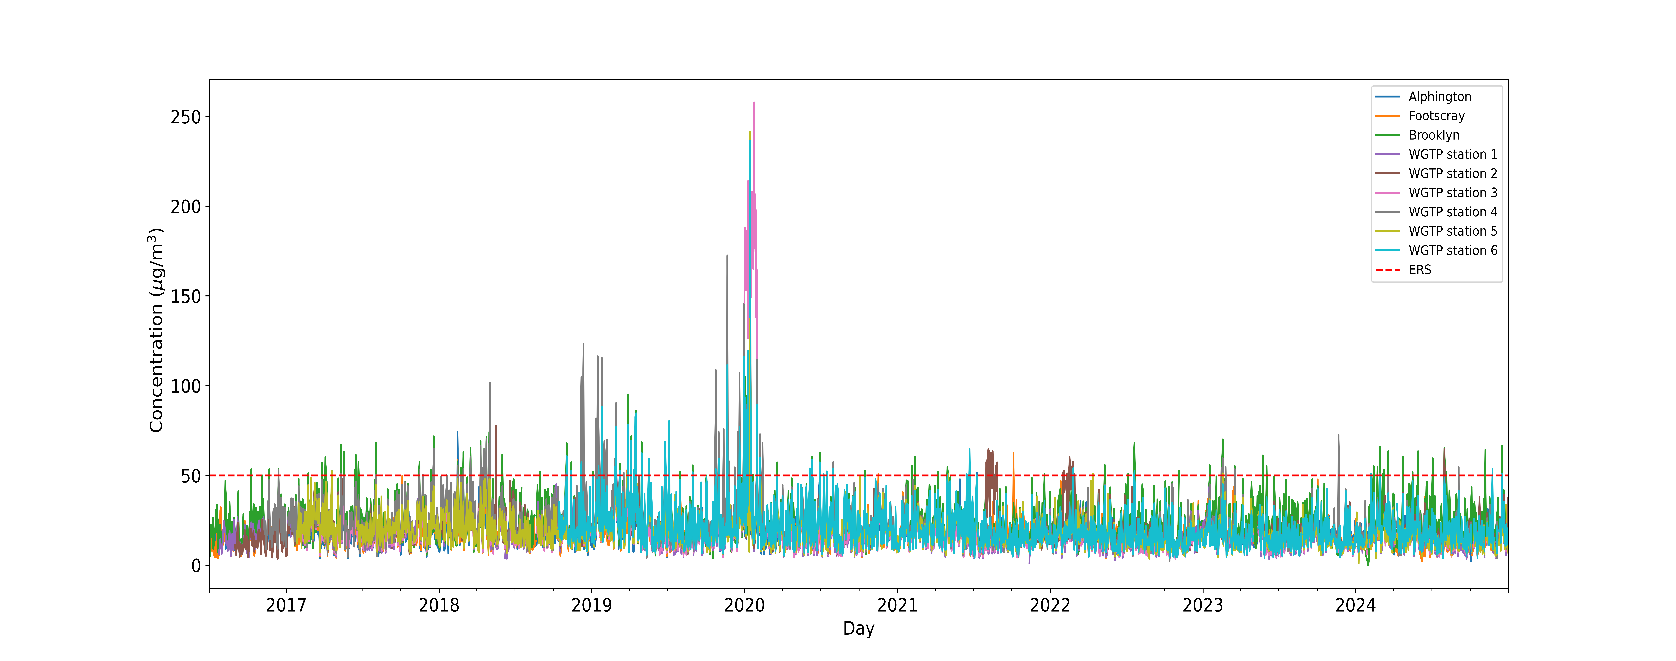 250
200
150
100
50
0
Concentration (μg/m³)
2017 2018 2019 2020 2021 2022 2023 2024
Day
Alphington
Footscray
Brooklyn
WGTP station 1
WGTP station 2
WGTP station 3
WGTP station 4
WGTP station 5
WGTP station 6
ERS